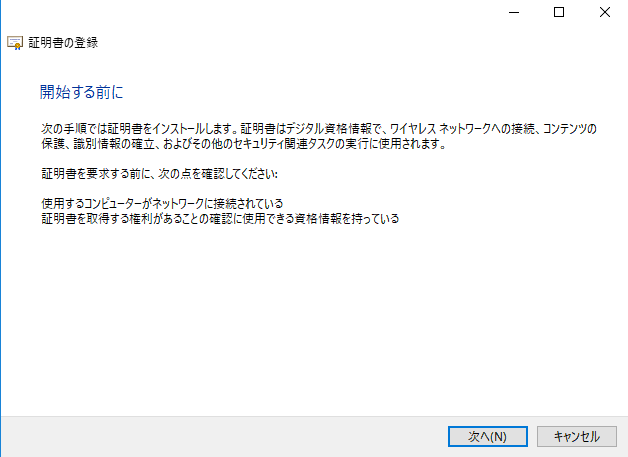 証明書の登録
開始する前に
次の手順では証明書をインストールします。証明書はデジタル資格情報で、ワイヤレス ネットワークへの接続、コンテンツの
保護、識別情報の確立、およびその他のセキュリティ関連タスクの実行に使用されます。
証明書を要求する前に、次の点を確認してください:
使用するコンピューターがネットワークに接続されている
証明書を取得する権利があることの確認に使用できる資格情報を持っている
次へ(N)
キャンセル